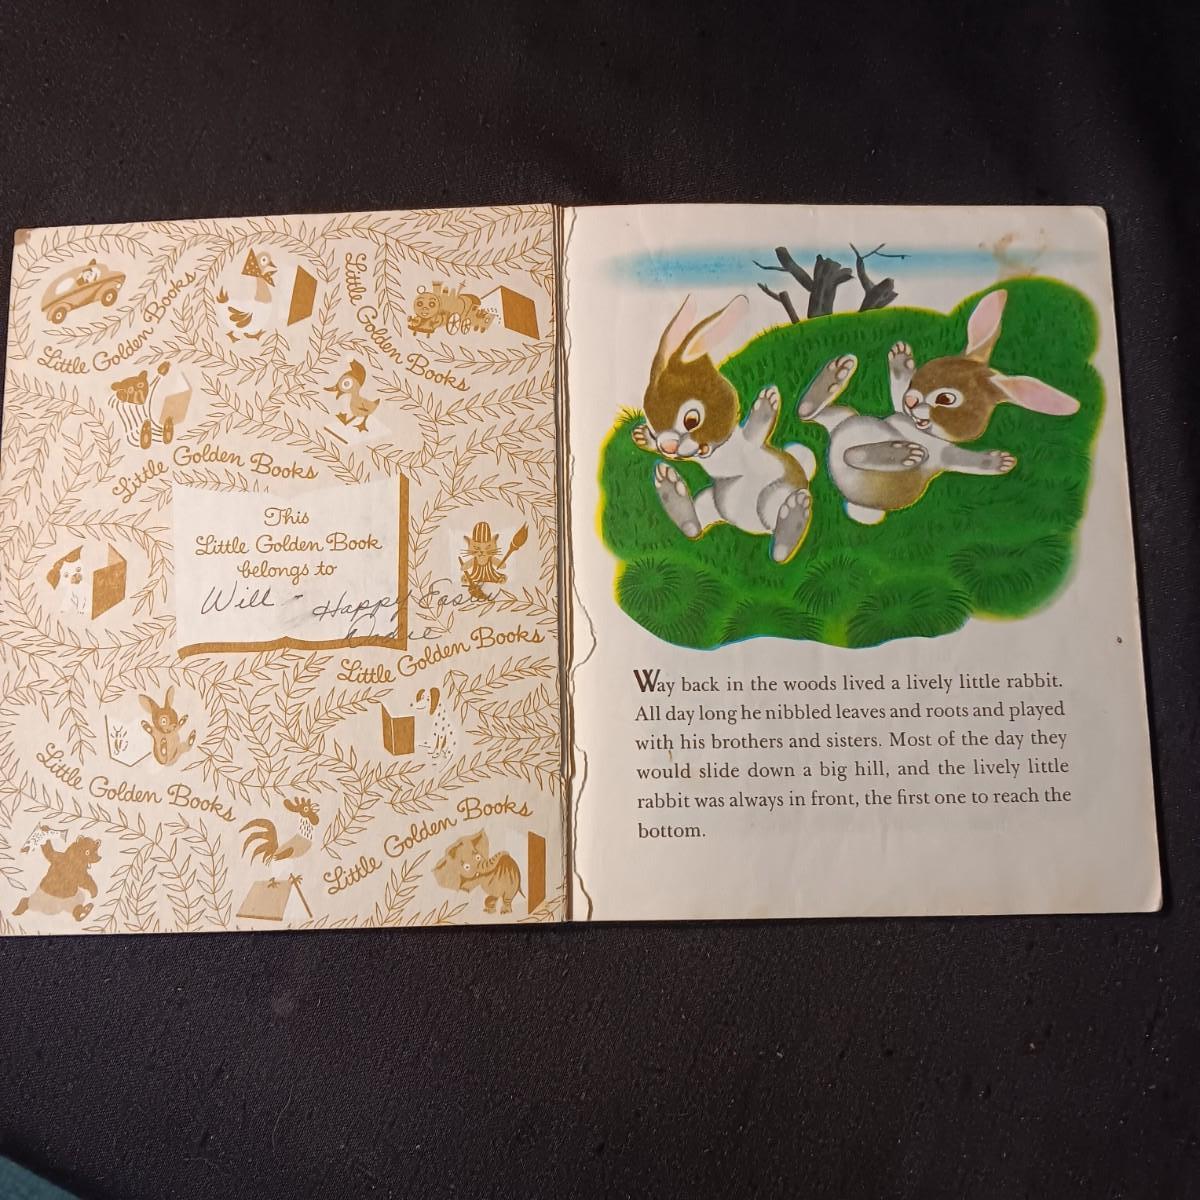 Little Golden Books
Little Golden Books
Little Golden Books
This
Little Golden Book
belongs to
Will - Happy Easter
Little Golden Books
Little Golden Books
Little Golden Books
Way back in the woods lived a lively little rabbit.
All day long he nibbled leaves and roots and played
with his brothers and sisters. Most of the day they
would slide down a big hill, and the lively little
rabbit was always in front, the first one to reach the
bottom.